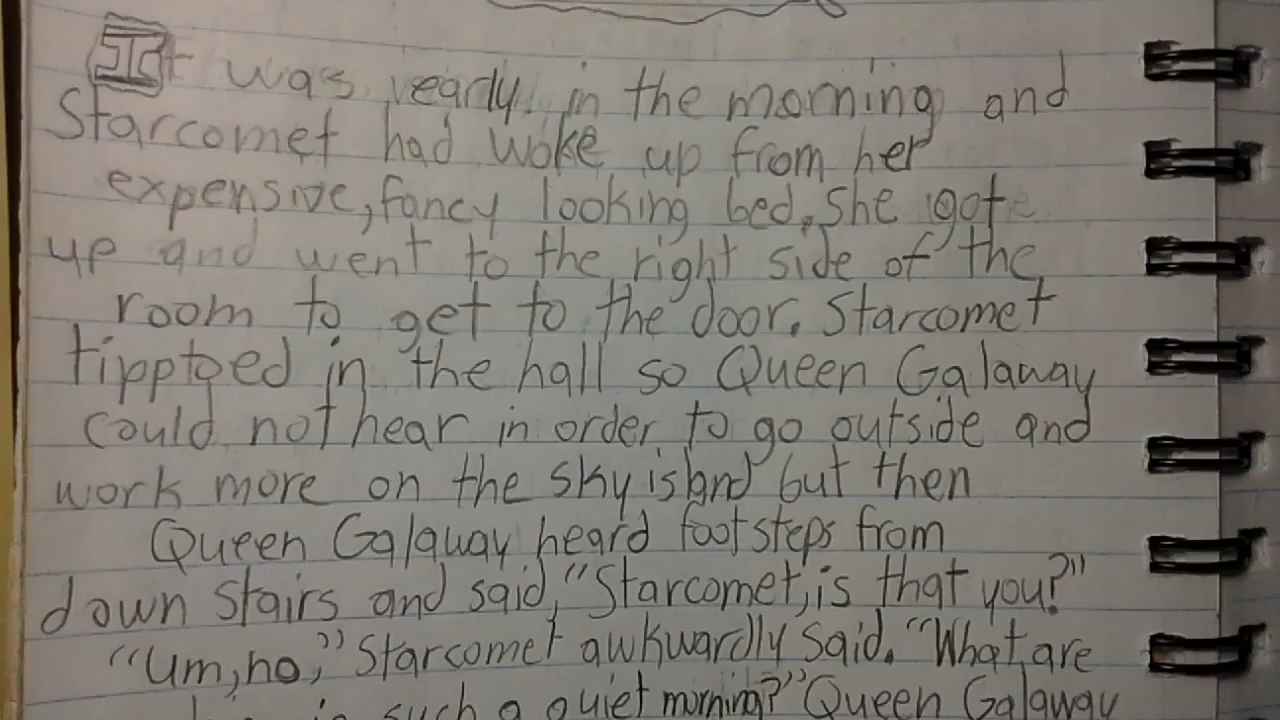 It was yearly in the morning and
Starcomet had woke up from her
expensive, fancy looking bed. She got
up and went to the right side of the
room to get to the door. Starcomet
tipptoed in the hall so Queen Galaway
could not hear in order to go outside and
work more on the sky island but then
Queen Galaway heard footsteps from
down stairs and said, "Starcomet, is that you?"
"Um, no," Starcomet awkwardly said. "What are
in such a quiet morning?" Queen Galaway